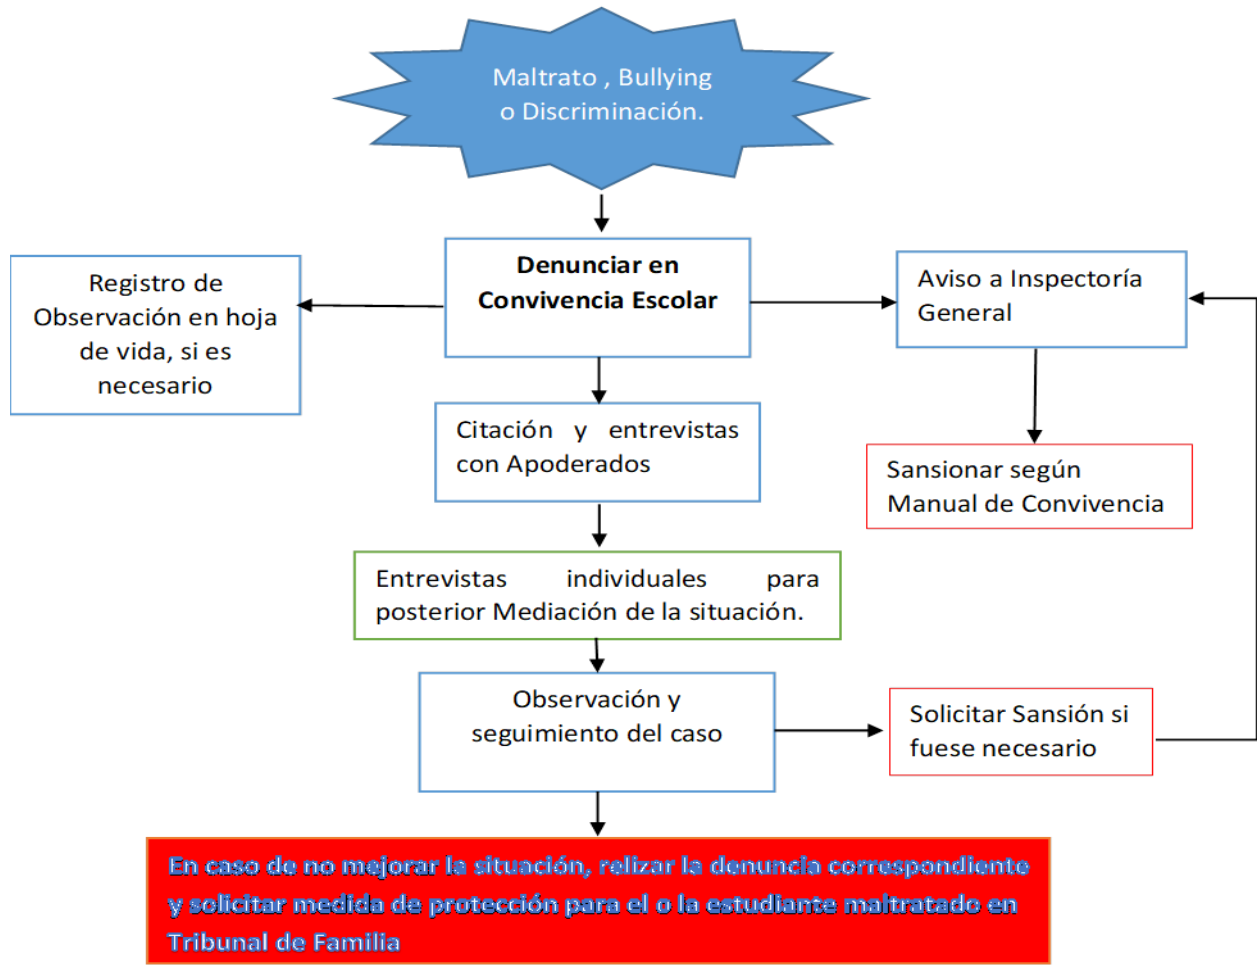 Maltrato , Bullying
o Discriminación.
Denunciar en
Convivencia Escolar
Registro de
Observación en hoja
de vida, si es
necesario
Aviso a Inspectoría
General
Citación y entrevistas
con Apoderados
Sansionar según
Manual de Convivencia
Entrevistas individuales para
posterior Mediación de la situación.
Observación y
seguimiento del caso
Solicitar Sansión si
fuese necesario
En caso de no mejorar la situación, relizar la denuncia correspondiente
y solicitar medida de protección para el o la estudiante maltratado en
Tribunal de Familia